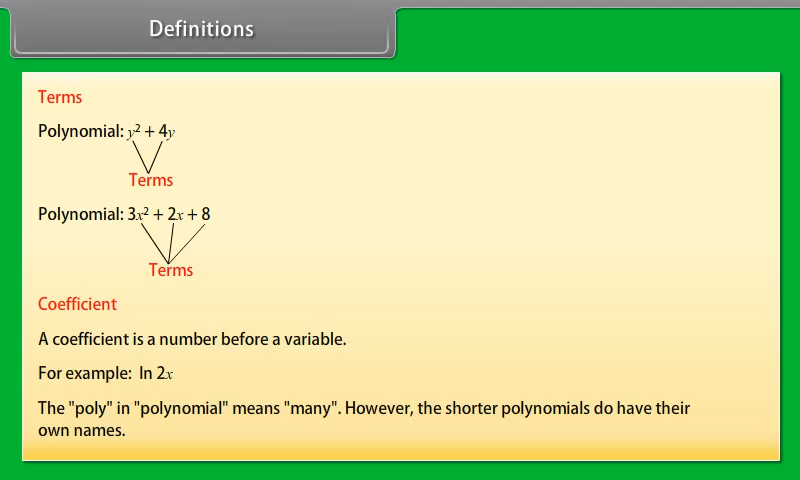 Definitions
Terms
Polynomial: y² + 4y
Terms
Polynomial: 3x² + 2x + 8
Terms
Coefficient
A coefficient is a number before a variable.
For example: In 2x
The "poly" in "polynomial" means "many". However, the shorter polynomials do have their
own names.